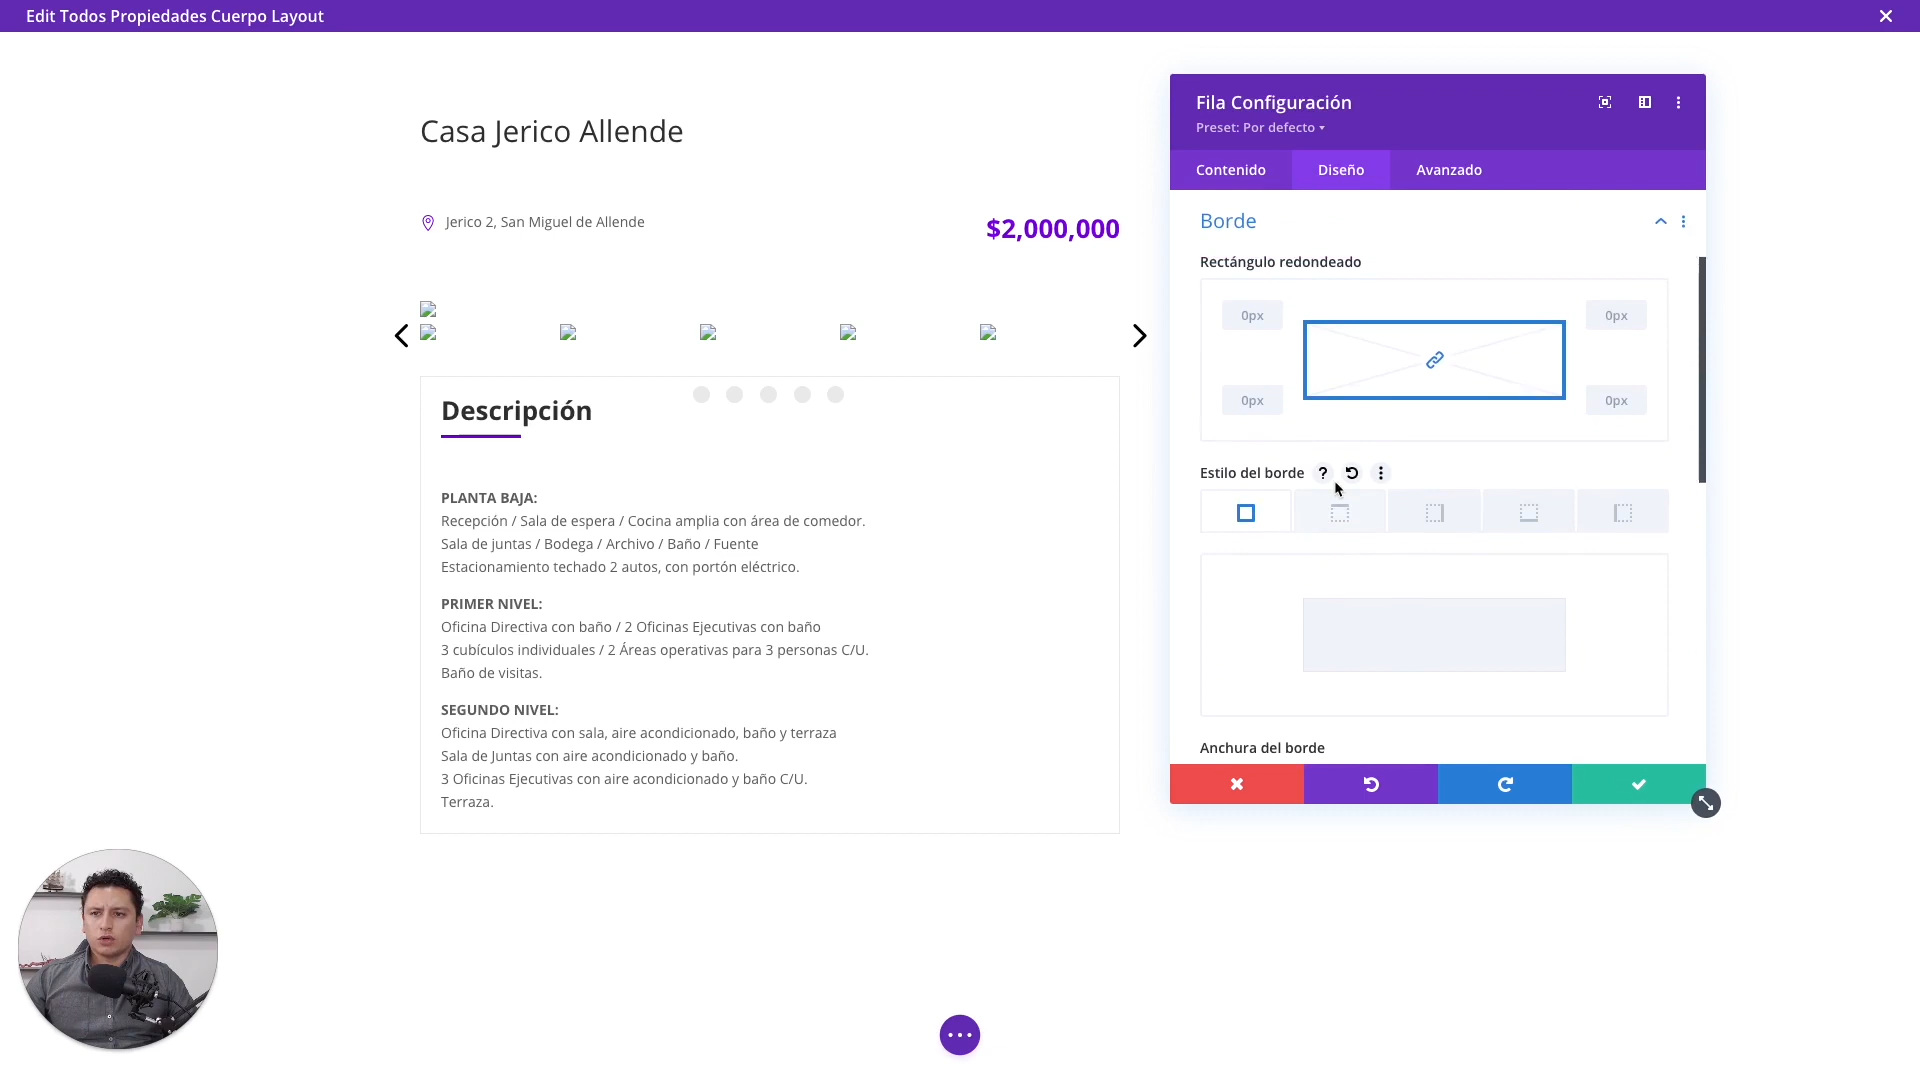 Edit Todos Propiedades Cuerpo Layout
Casa Jerico Allende
Jerico 2, San Miguel de Allende
$2,000,000
Descripción
PLANTA BAJA:
Recepción / Sala de espera / Cocina amplia con área de comedor.
Sala de juntas / Bodega / Archivo / Baño / Fuente
Estacionamiento techado 2 autos, con portón eléctrico.
PRIMER NIVEL:
Oficina Directiva con baño / 2 Oficinas Ejecutivas con baño
3 cubículos individuales / 2 Áreas operativas para 3 personas C/U.
Baño de visitas.
SEGUNDO NIVEL:
Oficina Directiva con sala, aire acondicionado, baño y terraza
Sala de Juntas con aire acondicionado y baño.
3 Oficinas Ejecutivas con aire acondicionado y baño C/U.
Terraza.
Fila Configuración
Preset: Por defecto
Contenido Diseño Avanzado
Borde
Rectángulo redondeado
0px 0px
0px 0px
Estilo del borde ?
Anchura del borde